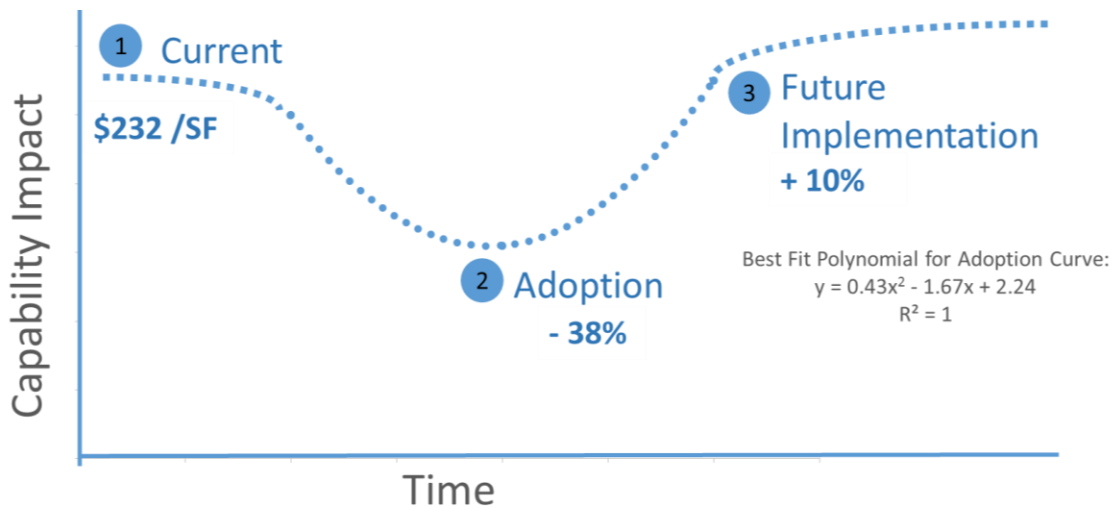 1 Current
$232 /SF
3 Future
Implementation
+ 10%
2 Adoption
- 38%
Best Fit Polynomial for Adoption Curve:
y = 0.43x² - 1.67x + 2.24
R² = 1
Capability Impact
Time